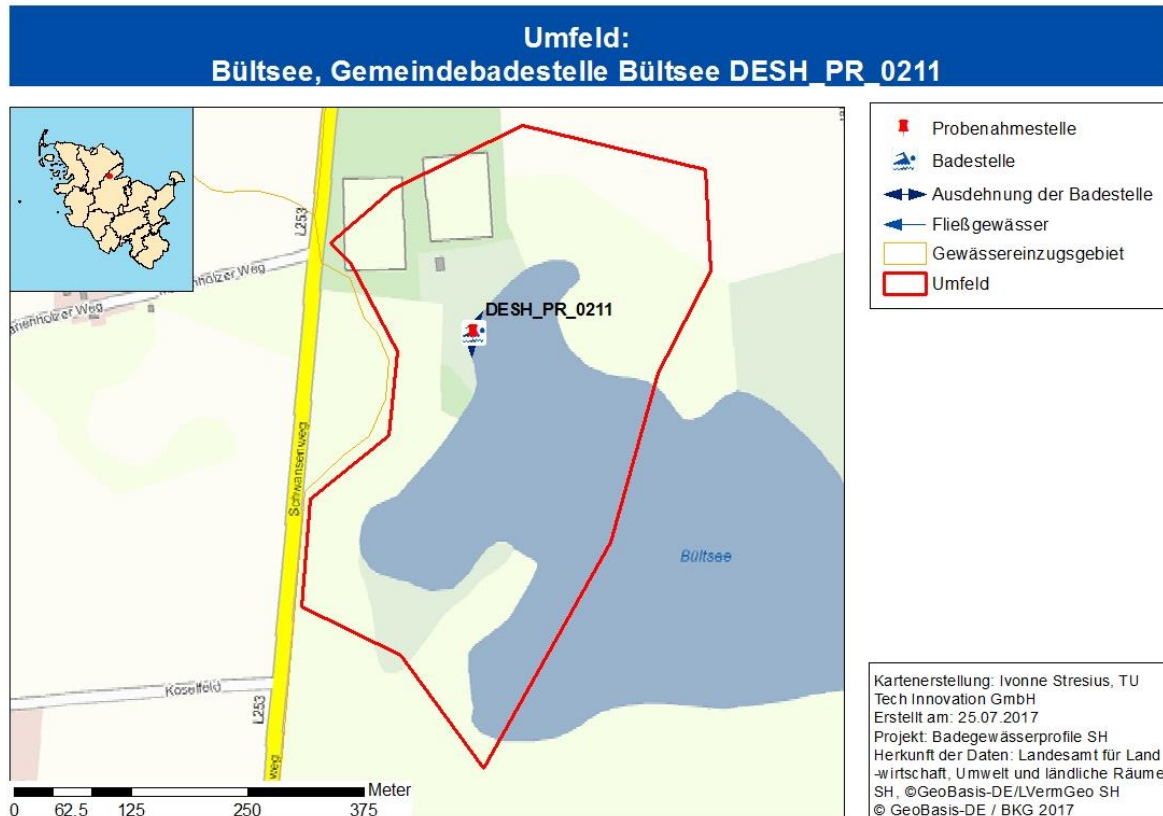 Umfeld:
Bültsee, Gemeindebadestelle Bültsee DESH_PR_0211
L253
Weg
arienholzer Weg
DESH_PR_0211
Schwansenweg
Bültsee
Koselfeld
L253
weg
Meter
0 62.5 125 250 375
Probenahmestelle
Badestelle
Ausdehnung der Badestelle
Fließgewässer
Gewässereinzugsgebiet
Umfeld
Kartenerstellung: Ivonne Stresius, TU
Tech Innovation GmbH
Erstellt am: 25.07.2017
Projekt: Badegewässerprofile SH
Herkunft der Daten: Landesamt für Land
-wirtschaft, Umwelt und ländliche Räume
SH, ©GeoBasis-DE/LVermGeo SH
© GeoBasis-DE / BKG 2017